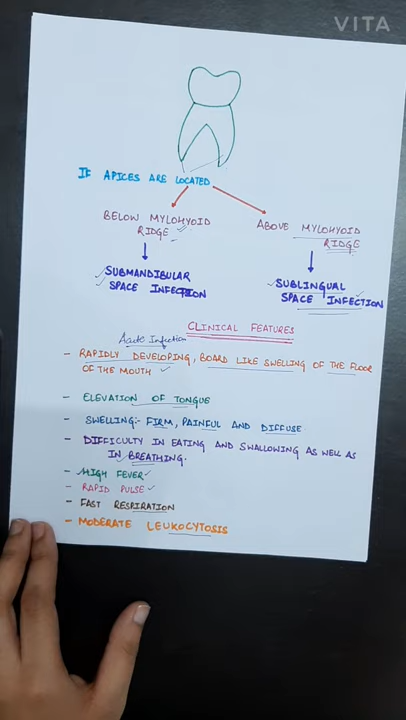 VITA
IF APICES ARE LOCATED
BELOW MYLOHYOID
RIDGE
ABOVE MYLOHYOID
RIDGE
SUBMANDIBULAR
SPACE INFECTION
SUBLINGUAL
SPACE INFECTION
CLINICAL FEATURES
Infection
- RAPIDLY DEVELOPING, BOARD LIKE SWELLING OF THE FLOOR
OF THE MOUTH
- ELEVATION OF TONGUE
- SWELLING:- FIRM, PAINFUL AND DIFFUSE
- DIFFICULTY IN EATING AND SWALLOWING AS WELL AS
IN BREATHING.
- HIGH FEVER
- RAPID PULSE
- FAST RESPIRATION
- MODERATE LEUKOCYTOSIS